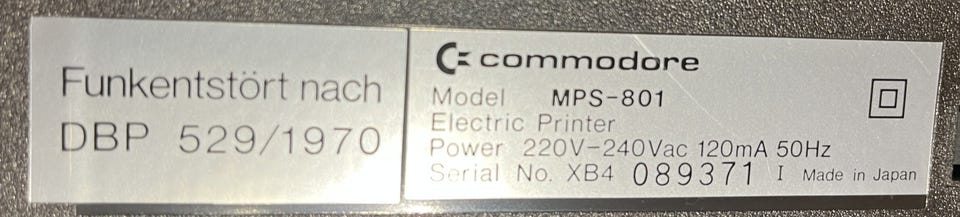 Funkentstört nach
DBP 529/1970
commodore
Model MPS-801
Electric Printer
Power 220V-240Vac 120mA 50Hz
Serial No. XB4 089371 I Made in Japan